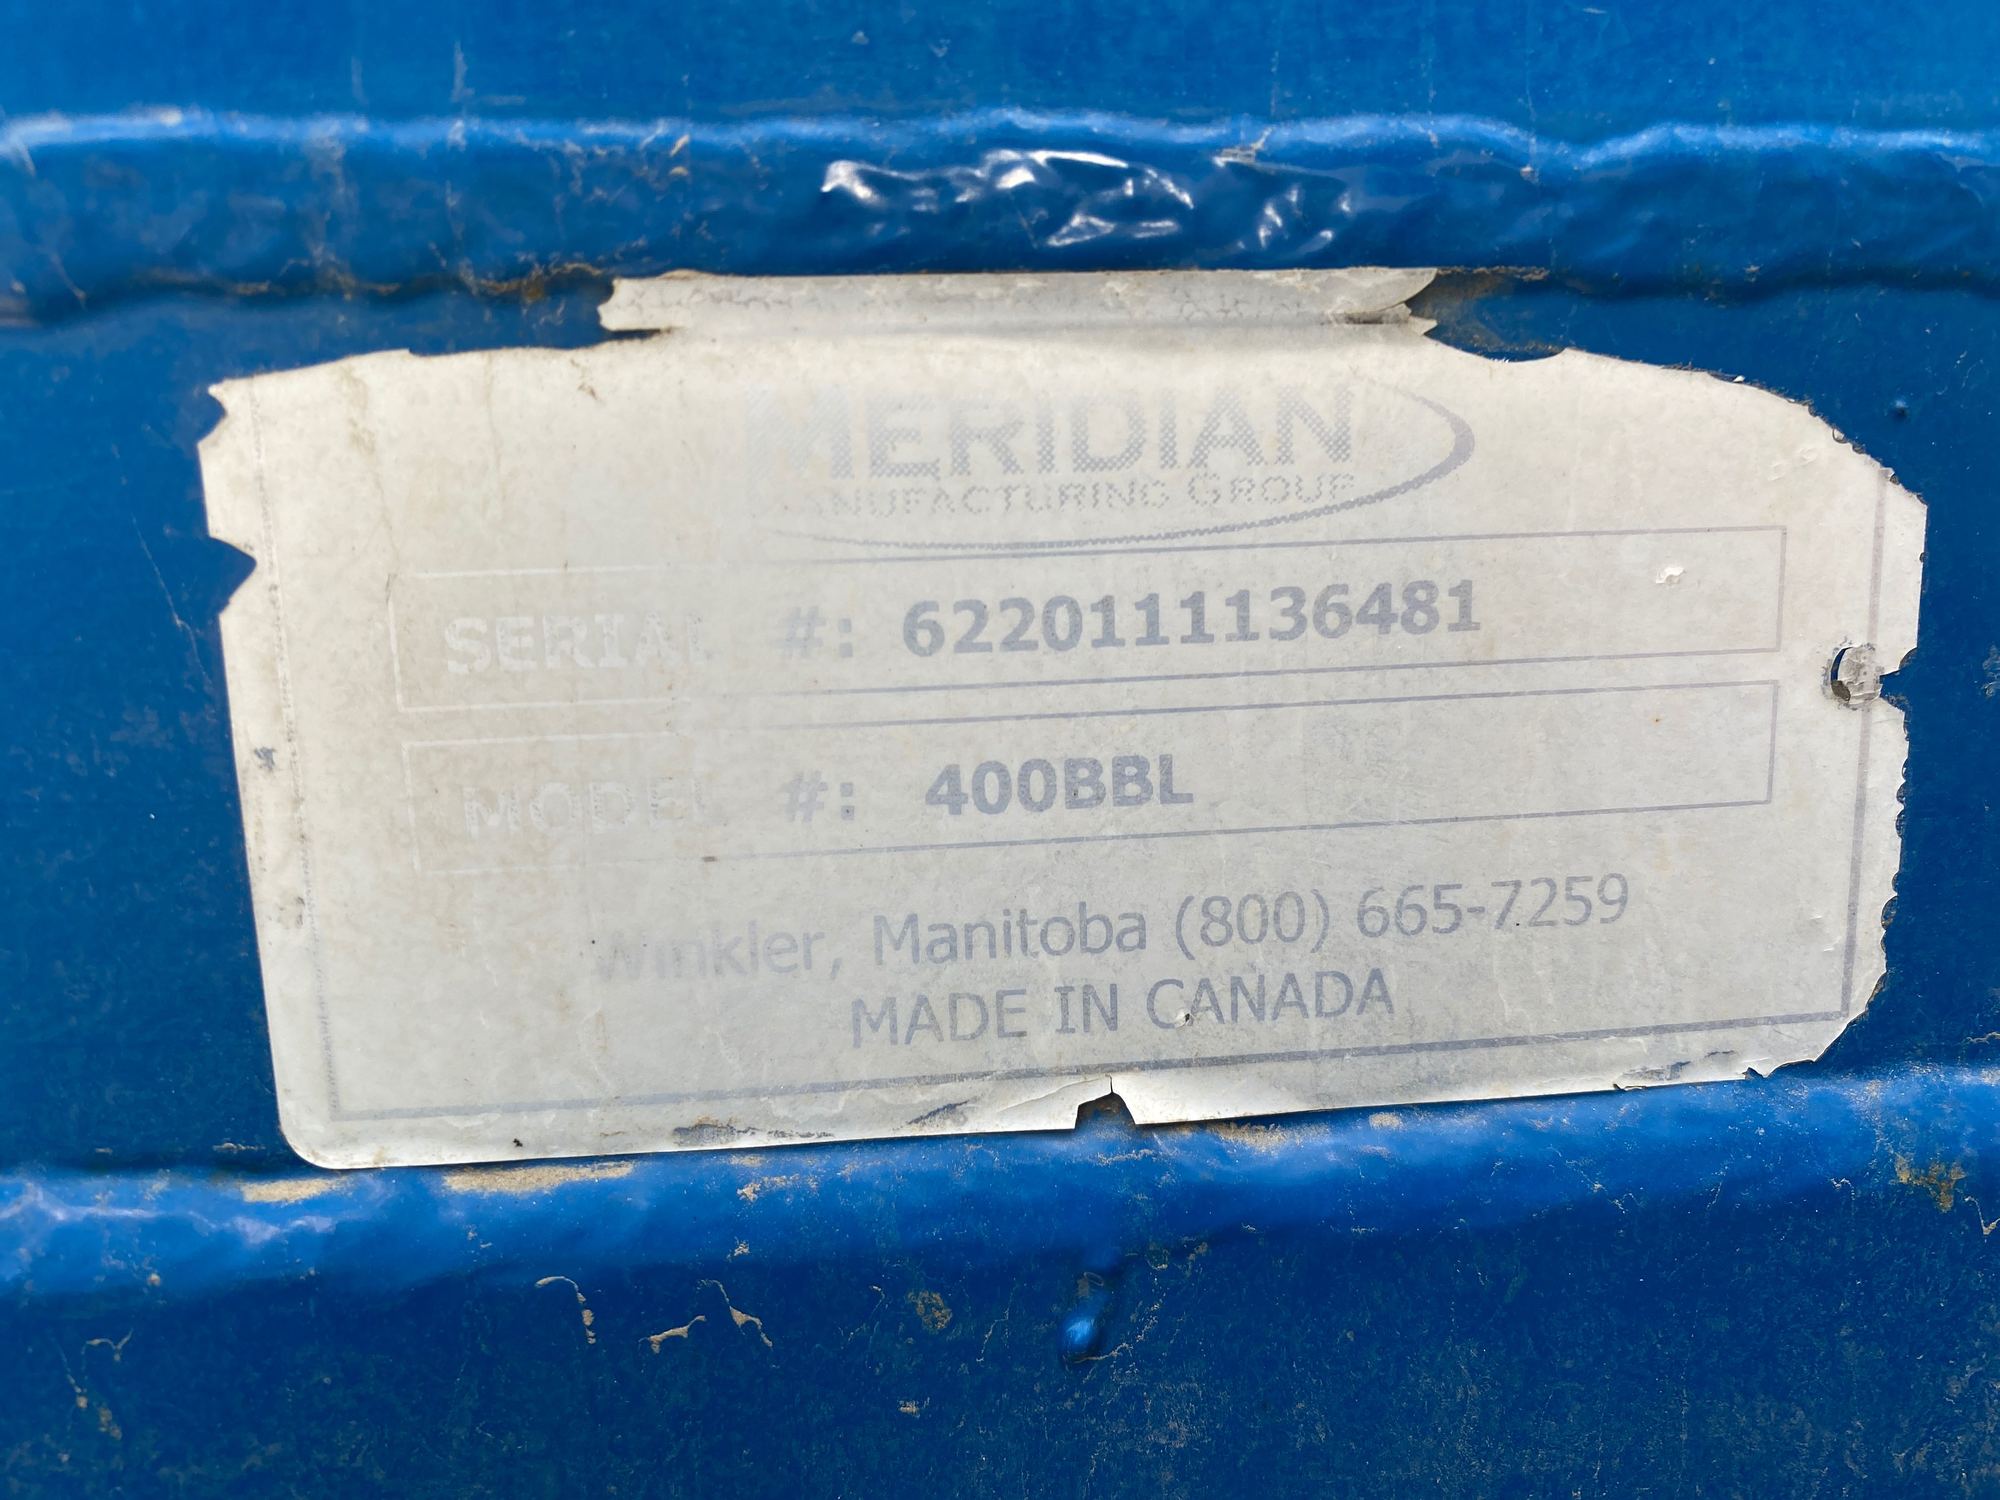 MERIDIAN
MANUFACTURING GROUP
SERIAL #: 6220111136481
MODEL #: 400BBL
Winkler, Manitoba (800) 665-7259
MADE IN CANADA